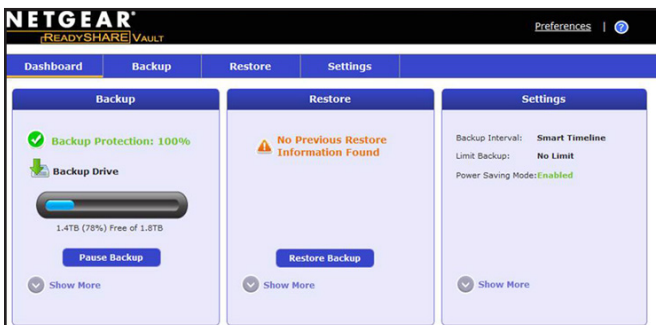 NETGEAR®
READYSHARE VAULT
Preferences | ?
Dashboard Backup Restore Settings
Backup
Backup Protection: 100%
Backup Drive
1.4TB (78%) Free of 1.8TB
Pause Backup
Show More
Restore
No Previous Restore
Information Found
Restore Backup
Show More
Settings
Backup Interval: Smart Timeline
Limit Backup: No Limit
Power Saving Mode: Enabled
Show More